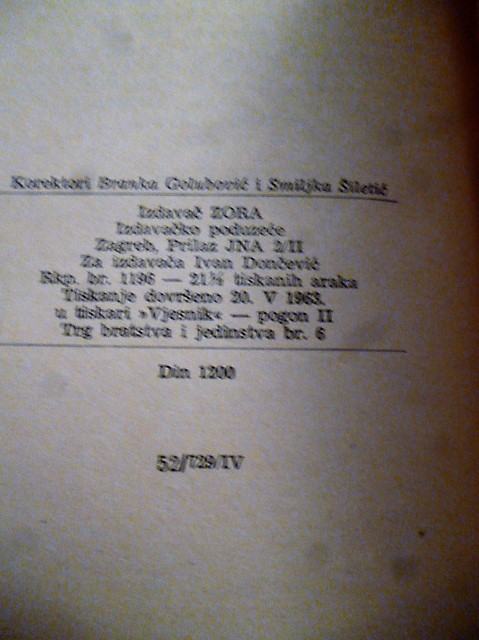 Korektori Branka Golubović i Smiljka Šiletić
Izdavač ZORA
Izdavačko poduzeće
Zagreb, Prilaz JNA 2/II
Za izdavača Ivan Dončević
Rkp. br. 1196 — 21¼ tiskanih araka
Tiskanje dovršeno 20. V 1963.
u tiskari »Vjesnik« — pogon II
Trg bratstva i jedinstva br. 6
Din 1200
52/729/IV